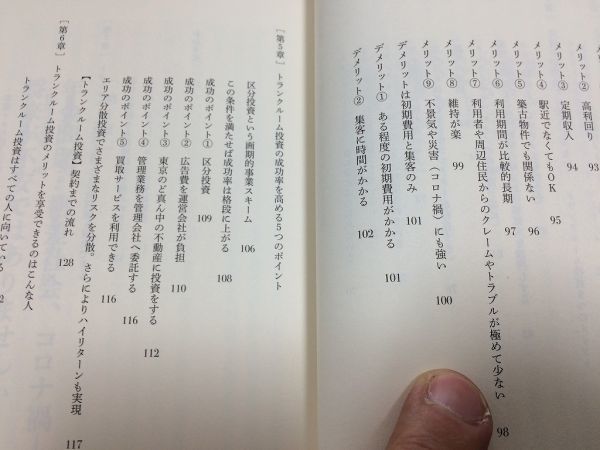 メリット② 高利回り 93
メリット③ 定期収入 94
メリット④ 駅近でなくてもOK 95
メリット⑤ 築古物件でも関係ない 96
メリット⑥ 利用期間が比較的長期 97
メリット⑦ 利用者や周辺住民からのクレームやトラブルが極めて少ない 98
メリット⑧ 維持が楽 99
メリット⑨ 不景気や災害(コロナ禍)にも強い 100
デメリットは初期費用と集客のみ 101
デメリット① ある程度の初期費用がかかる 101
デメリット② 集客に時間がかかる 102
[第5章] トランクルーム投資の成功率を高める5つのポイント
区分投資という画期的事業スキーム 106
この条件を満たせば成功率は格段に上がる 108
成功のポイント① 区分投資 109
成功のポイント② 広告費を運営会社が負担 110
成功のポイント③ 東京のど真ん中の不動産に投資をする 112
成功のポイント④ 管理業務を管理会社へ委託する 116
成功のポイント⑤ 買取サービスを利用できる 116
エリア分散投資でさまざまなリスクを分散。さらによりハイリターンも実現 117
【トランクルーム投資】契約までの流れ 128
[第6章] トランクルーム投資のメリットを享受できるのはこんな人
トランクルーム投資はすべての人に向いている